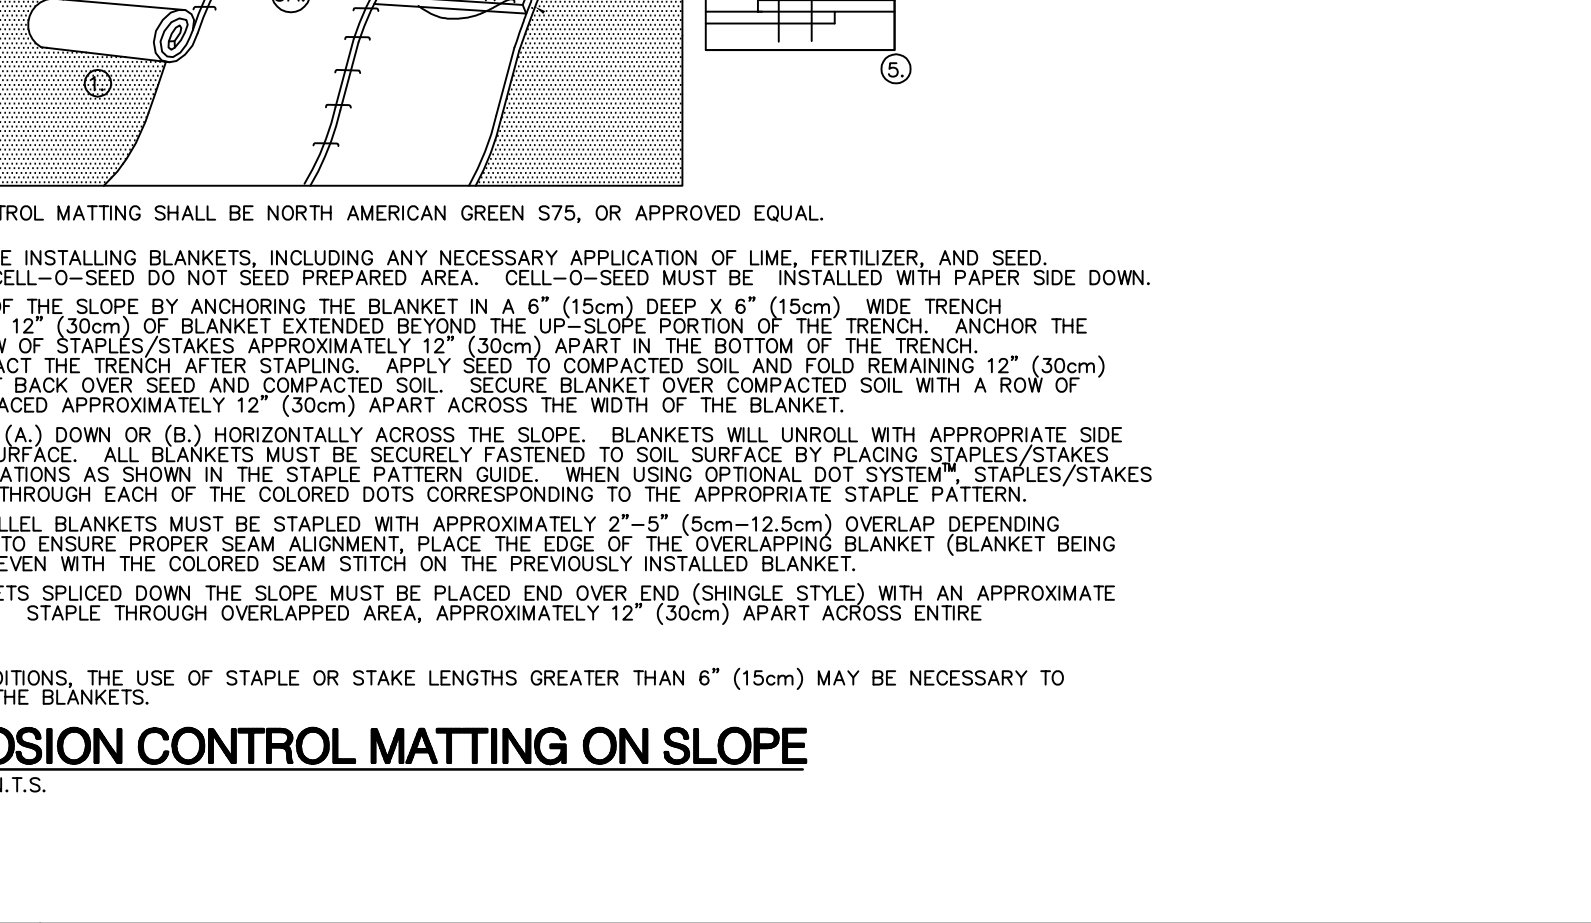 1.
5.
TROL MATTING SHALL BE NORTH AMERICAN GREEN S75, OR APPROVED EQUAL.
E INSTALLING BLANKETS, INCLUDING ANY NECESSARY APPLICATION OF LIME, FERTILIZER, AND SEED.
CELL-O-SEED DO NOT SEED PREPARED AREA. CELL-O-SEED MUST BE INSTALLED WITH PAPER SIDE DOWN.
OF THE SLOPE BY ANCHORING THE BLANKET IN A 6" (15cm) DEEP X 6" (15cm) WIDE TRENCH
12" (30cm) OF BLANKET EXTENDED BEYOND THE UP-SLOPE PORTION OF THE TRENCH. ANCHOR THE
W OF STAPLES/STAKES APPROXIMATELY 12" (30cm) APART IN THE BOTTOM OF THE TRENCH.
ACT THE TRENCH AFTER STAPLING. APPLY SEED TO COMPACTED SOIL AND FOLD REMAINING 12" (30cm)
T BACK OVER SEED AND COMPACTED SOIL. SECURE BLANKET OVER COMPACTED SOIL WITH A ROW OF
ACED APPROXIMATELY 12" (30cm) APART ACROSS THE WIDTH OF THE BLANKET.
(A.) DOWN OR (B.) HORIZONTALLY ACROSS THE SLOPE. BLANKETS WILL UNROLL WITH APPROPRIATE SIDE
URFACE. ALL BLANKETS MUST BE SECURELY FASTENED TO SOIL SURFACE BY PLACING STAPLES/STAKES
ATIONS AS SHOWN IN THE STAPLE PATTERN GUIDE. WHEN USING OPTIONAL DOT SYSTEM™, STAPLES/STAKES
THROUGH EACH OF THE COLORED DOTS CORRESPONDING TO THE APPROPRIATE STAPLE PATTERN.
LLEL BLANKETS MUST BE STAPLED WITH APPROXIMATELY 2"-5" (5cm-12.5cm) OVERLAP DEPENDING
TO ENSURE PROPER SEAM ALIGNMENT, PLACE THE EDGE OF THE OVERLAPPING BLANKET (BLANKET BEING
EVEN WITH THE COLORED SEAM STITCH ON THE PREVIOUSLY INSTALLED BLANKET.
ETS SPLICED DOWN THE SLOPE MUST BE PLACED END OVER END (SHINGLE STYLE) WITH AN APPROXIMATE
STAPLE THROUGH OVERLAPPED AREA, APPROXIMATELY 12" (30cm) APART ACROSS ENTIRE
DITIONS, THE USE OF STAPLE OR STAKE LENGTHS GREATER THAN 6" (15cm) MAY BE NECESSARY TO
THE BLANKETS.
OSION CONTROL MATTING ON SLOPE
N.T.S.